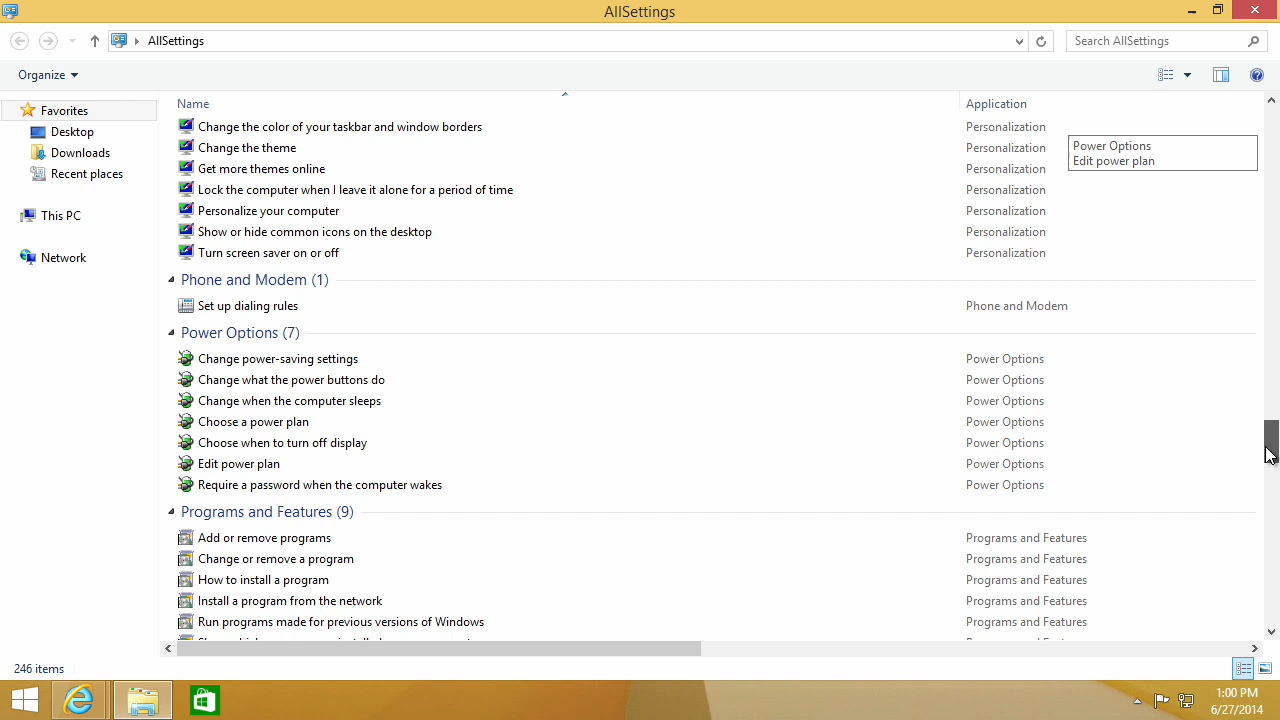 AllSettings
AllSettings
Search AllSettings
Organize
Name
Application
Favorites
Desktop
Downloads
Recent places
This PC
Network
Change the color of your taskbar and window borders Personalization
Change the theme Personalization
Get more themes online Personalization
Lock the computer when I leave it alone for a period of time Personalization
Personalize your computer Personalization
Show or hide common icons on the desktop Personalization
Turn screen saver on or off Personalization
Power Options
Edit power plan
Phone and Modem (1)
Set up dialing rules Phone and Modem
Power Options (7)
Change power-saving settings Power Options
Change what the power buttons do Power Options
Change when the computer sleeps Power Options
Choose a power plan Power Options
Choose when to turn off display Power Options
Edit power plan Power Options
Require a password when the computer wakes Power Options
Programs and Features (9)
Add or remove programs Programs and Features
Change or remove a program Programs and Features
How to install a program Programs and Features
Install a program from the network Programs and Features
Run programs made for previous versions of Windows Programs and Features
246 items
1:00 PM
6/27/2014